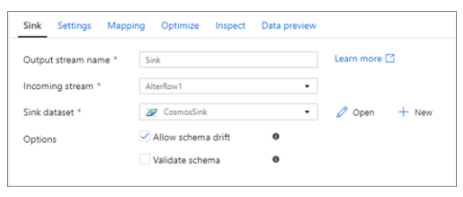 Sink Settings Mapping Optimize Inspect Data preview
Output stream name * Sink Learn more
Incoming stream * AlterRow1
Sink dataset * CosmosSink Open + New
Options Allow schema drift
Validate schema